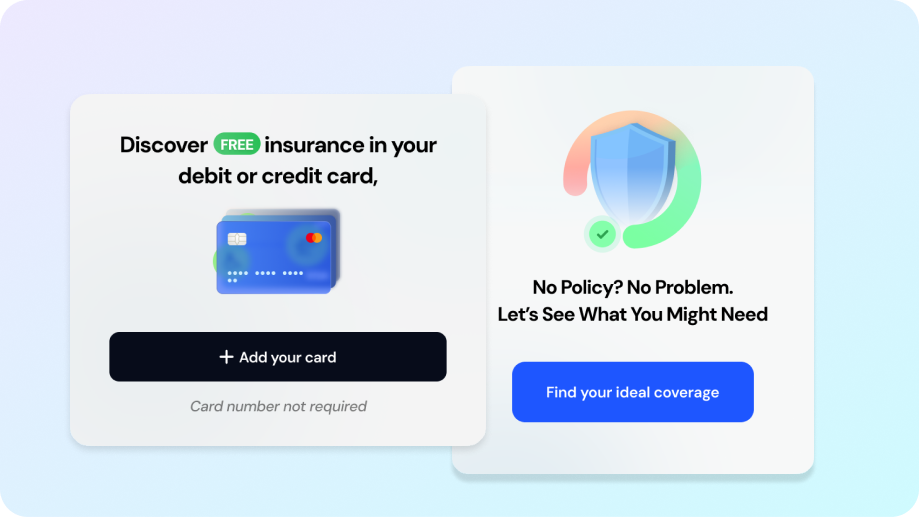 Discover FREE insurance in your
debit or credit card,
+ Add your card
Card number not required
No Policy? No Problem.
Let's See What You Might Need
Find your ideal coverage